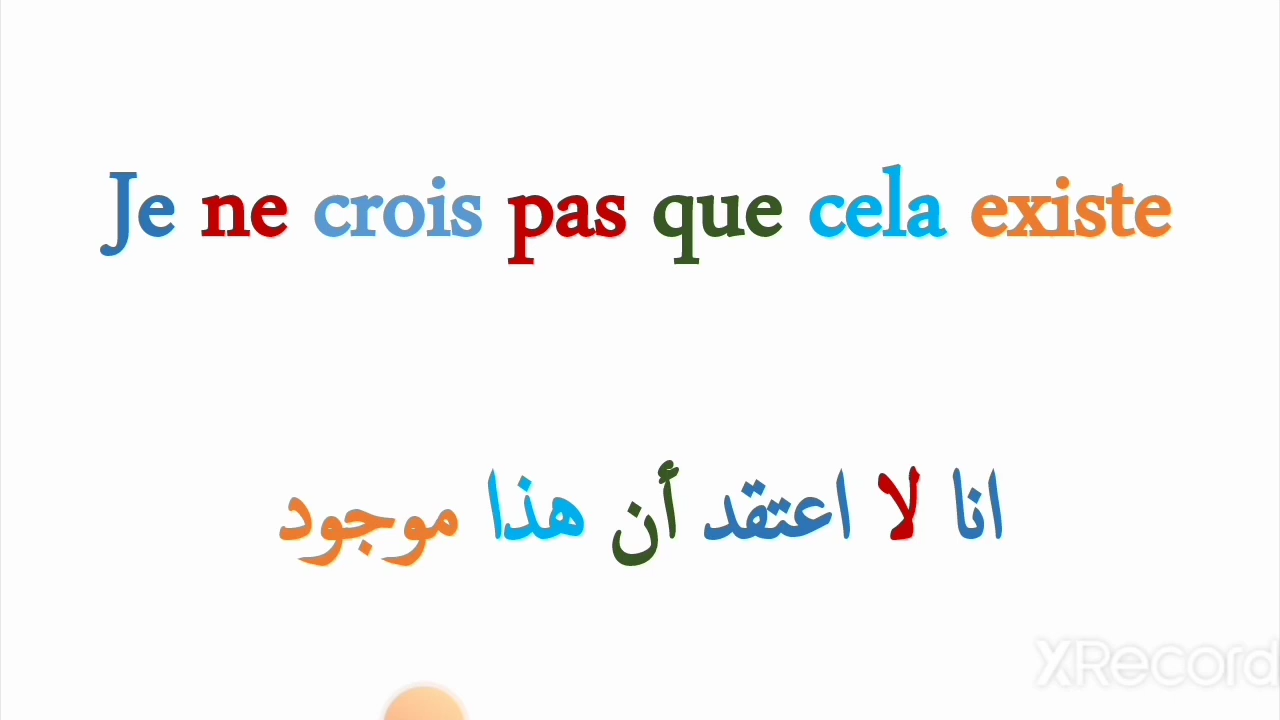 Je ne crois pas que cela existe
انا لا اعتقد أن هذا موجود
XRecord